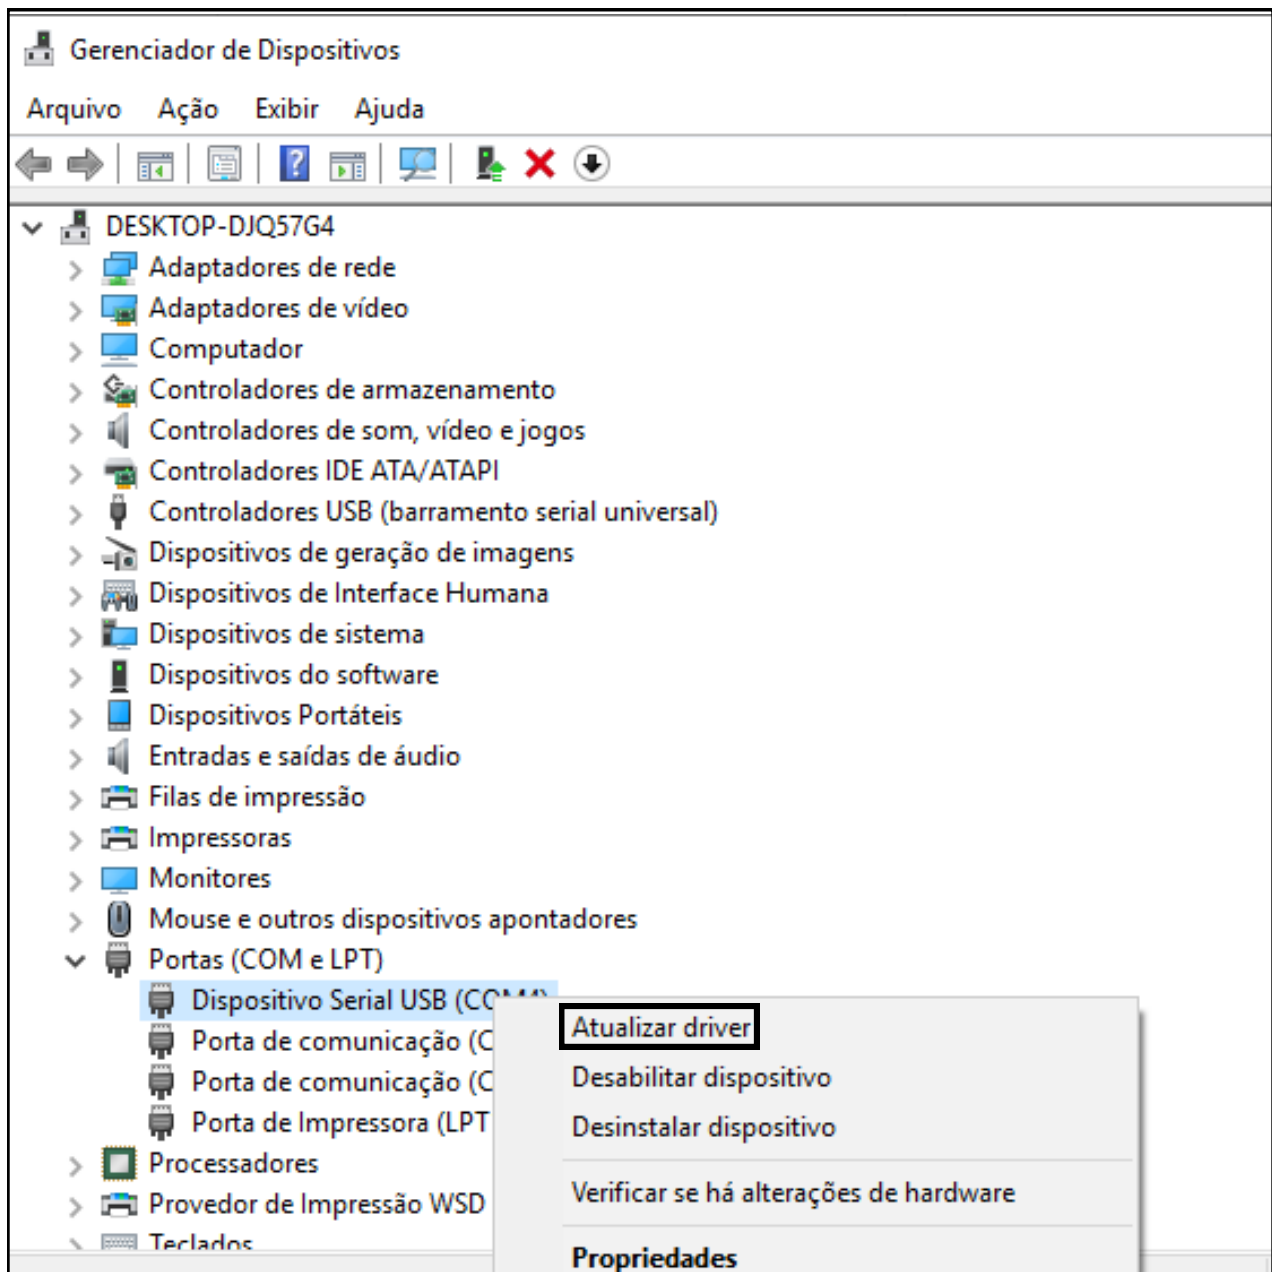 Gerenciador de Dispositivos
Arquivo Ação Exibir Ajuda
DESKTOP-DJQ57G4
Adaptadores de rede
Adaptadores de vídeo
Computador
Controladores de armazenamento
Controladores de som, vídeo e jogos
Controladores IDE ATA/ATAPI
Controladores USB (barramento serial universal)
Dispositivos de geração de imagens
Dispositivos de Interface Humana
Dispositivos de sistema
Dispositivos do software
Dispositivos Portáteis
Entradas e saídas de áudio
Filas de impressão
Impressoras
Monitores
Mouse e outros dispositivos apontadores
Portas (COM e LPT)
Dispositivo Serial USB (COM4)
Porta de comunicação (C
Porta de comunicação (C
Porta de Impressora (LPT
Processadores
Provedor de Impressão WSD
Teclados
Atualizar driver
Desabilitar dispositivo
Desinstalar dispositivo
Verificar se há alterações de hardware
Propriedades